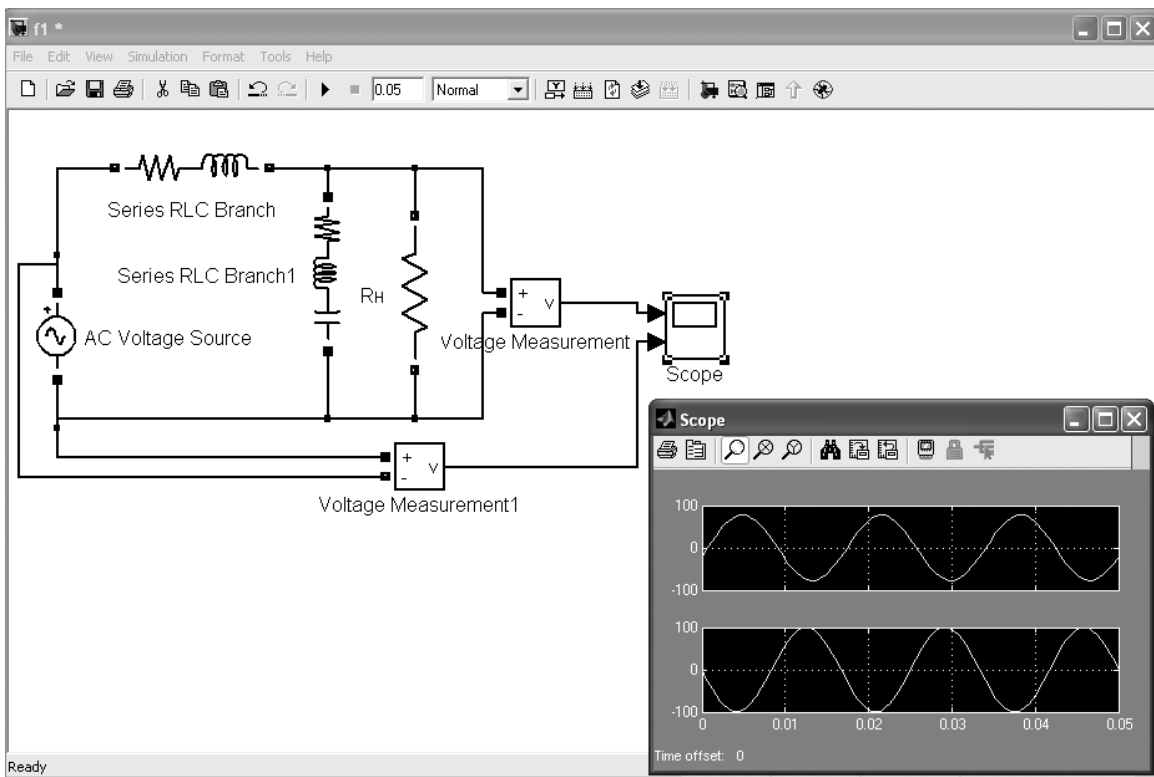 f1 *
File Edit View Simulation Format Tools Help
0.05 Normal
Series RLC Branch
Series RLC Branch1
RH
+
AC Voltage Source
+
- v
Voltage Measurement
Scope
+
- v
Voltage Measurement1
Scope
100
0
-100
100
0
-100
0 0.01 0.02 0.03 0.04 0.05
Time offset: 0
Ready